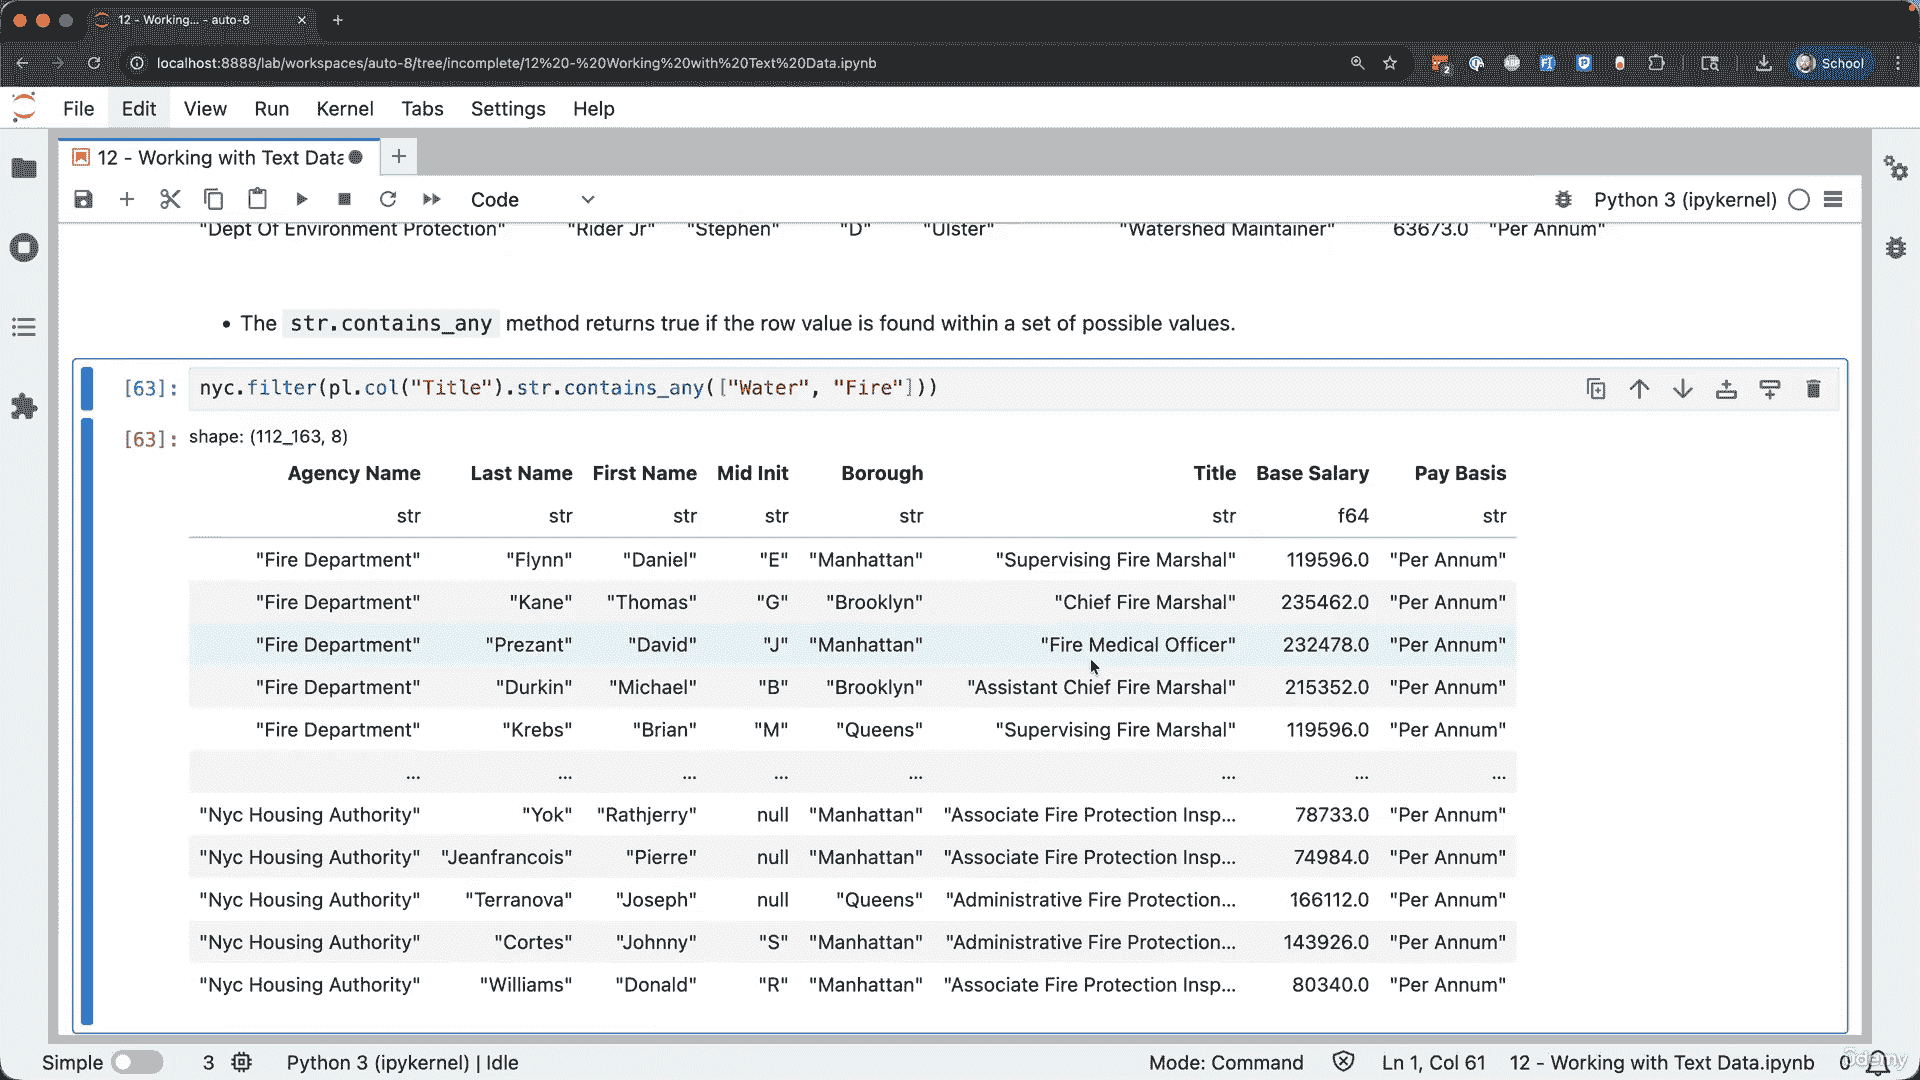 12 - Working... - auto-8
localhost:8888/lab/workspaces/auto-8/tree/incomplete/12%20-%20Working%20with%20Text%20Data.ipynb
2
School
File Edit View Run Kernel Tabs Settings Help
12 - Working with Text Data
Code
Python 3 (ipykernel)
"Dept Of Environment Protection" "Rider Jr" "Stephen" "D" "Ulster" "Watershed Maintainer" 63673.0 "Per Annum"
• The str.contains_any method returns true if the row value is found within a set of possible values.
[63]: nyc.filter(pl.col("Title").str.contains_any(["Water", "Fire"]))
[63]: shape: (112_163, 8)
Agency Name Last Name First Name Mid Init Borough Title Base Salary Pay Basis
str str str str str str f64 str
"Fire Department" "Flynn" "Daniel" "E" "Manhattan" "Supervising Fire Marshal" 119596.0 "Per Annum"
"Fire Department" "Kane" "Thomas" "G" "Brooklyn" "Chief Fire Marshal" 235462.0 "Per Annum"
"Fire Department" "Prezant" "David" "J" "Manhattan" "Fire Medical Officer" 232478.0 "Per Annum"
"Fire Department" "Durkin" "Michael" "B" "Brooklyn" "Assistant Chief Fire Marshal" 215352.0 "Per Annum"
"Fire Department" "Krebs" "Brian" "M" "Queens" "Supervising Fire Marshal" 119596.0 "Per Annum"
... ... ... ... ... ... ... ...
"Nyc Housing Authority" "Yok" "Rathjerry" null "Manhattan" "Associate Fire Protection Insp... 78733.0 "Per Annum"
"Nyc Housing Authority" "Jeanfrancois" "Pierre" null "Manhattan" "Associate Fire Protection Insp... 74984.0 "Per Annum"
"Nyc Housing Authority" "Terranova" "Joseph" null "Queens" "Administrative Fire Protection... 166112.0 "Per Annum"
"Nyc Housing Authority" "Cortes" "Johnny" "S" "Manhattan" "Administrative Fire Protection... 143926.0 "Per Annum"
"Nyc Housing Authority" "Williams" "Donald" "R" "Manhattan" "Associate Fire Protection Insp... 80340.0 "Per Annum"
Simple 3 Python 3 (ipykernel) | Idle Mode: Command Ln 1, Col 61 12 - Working with Text Data.ipynb 0
udemy